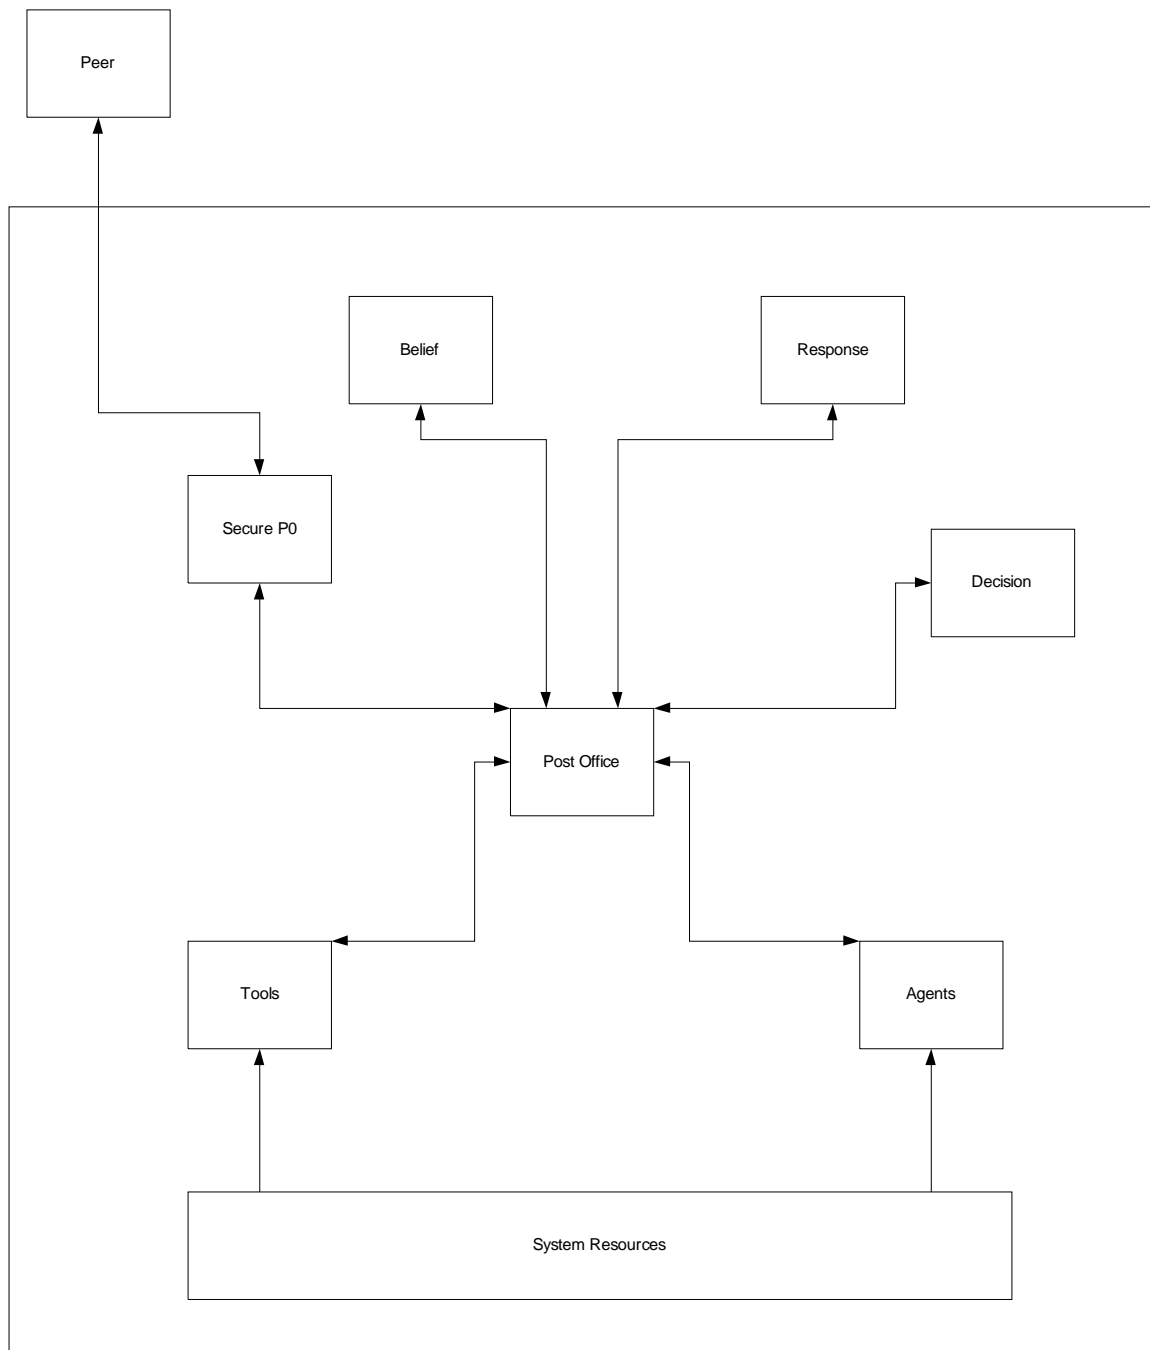 Peer
Belief
Response
Secure P0
Decision
Post Office
Tools
Agents
System Resources